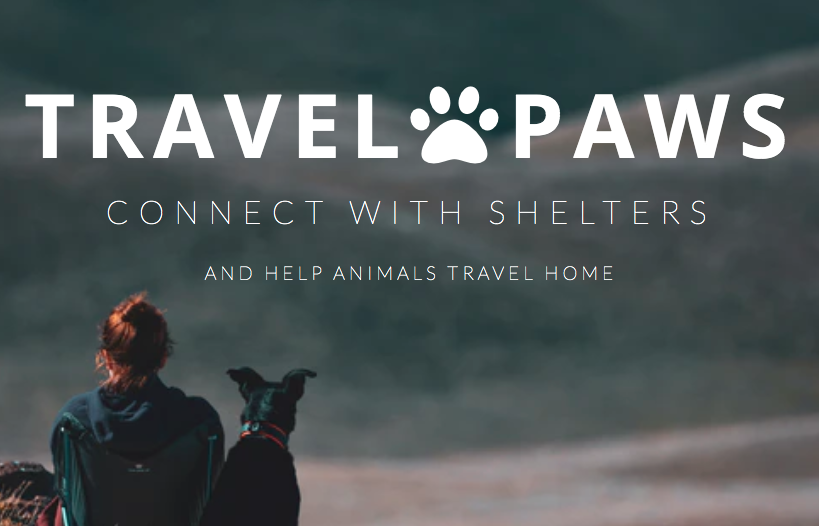 TRAVEL PAWS
CONNECT WITH SHELTERS
AND HELP ANIMALS TRAVEL HOME